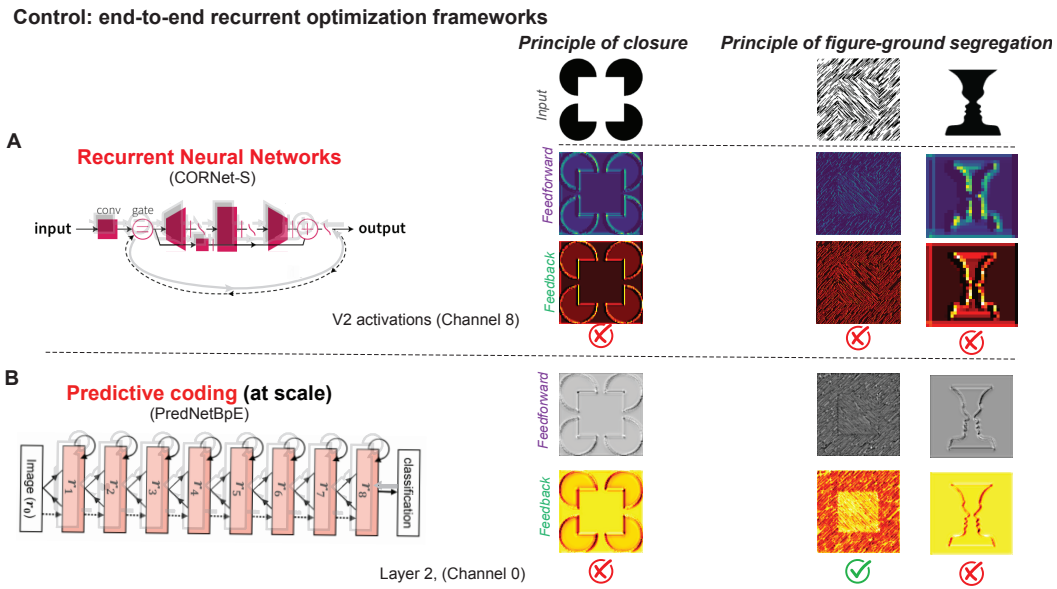 Control: end-to-end recurrent optimization frameworks
Principle of closure
Principle of figure-ground segregation
Input
A
Recurrent Neural Networks
(CORNet-S)
conv
gate
input
output
V2 activations (Channel 8)
Feedforward
Feedback
B
Predictive coding (at scale)
(PredNetBpE)
Image (r₀)
r₁
r₂
r₃
r₄
r₅
r₆
r₇
r₈
classification
Layer 2, (Channel 0)
Feedforward
Feedback